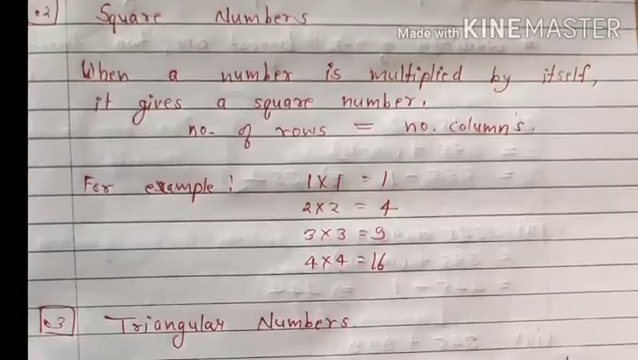 .2) Square Numbers
Made with KINEMASTER
When a number is multiplied by itself,
it gives a square number.
no. of rows = no. column's.
For example! 1x1 = 1
2x2 = 4
3x3 = 9
4x4 = 16
.3 Triangular Numbers